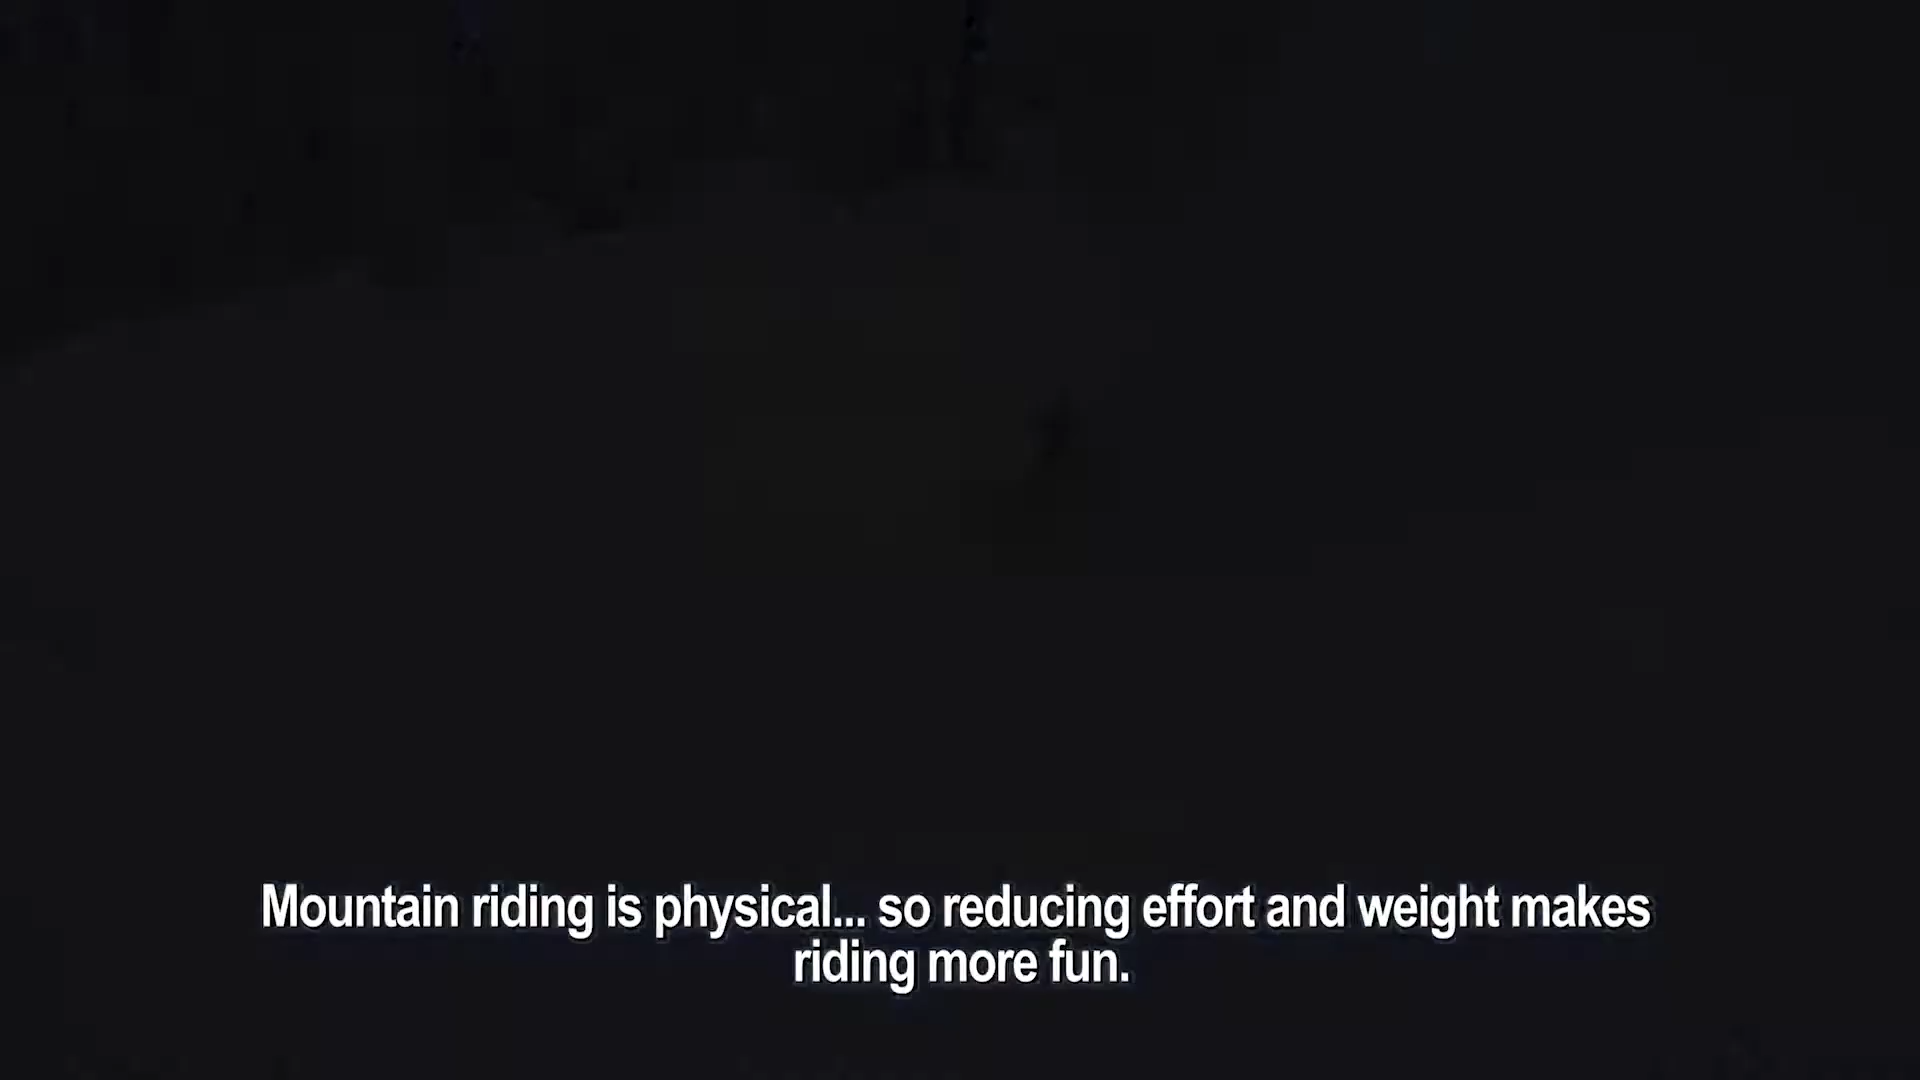 Mountain riding is physical... so reducing effort and weight makes
riding more fun.